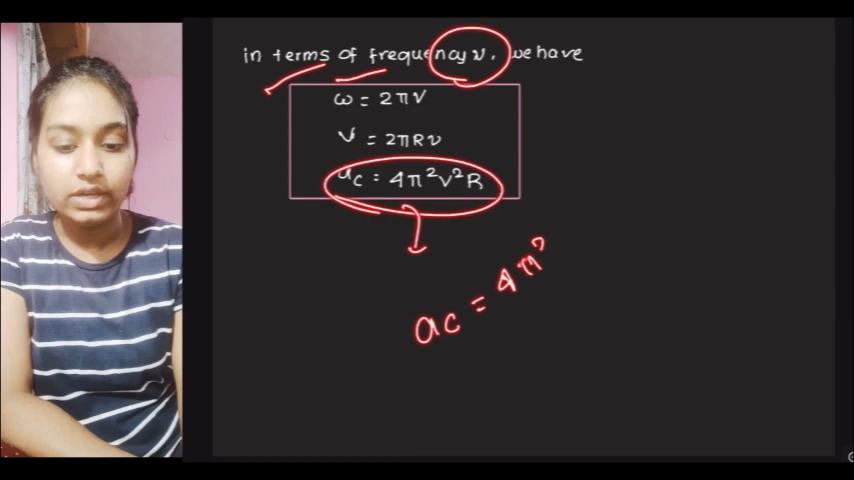 in terms of frequency ν, we have
ω = 2πν
v = 2πRν
ac = 4π²ν²R
ac = 4π²